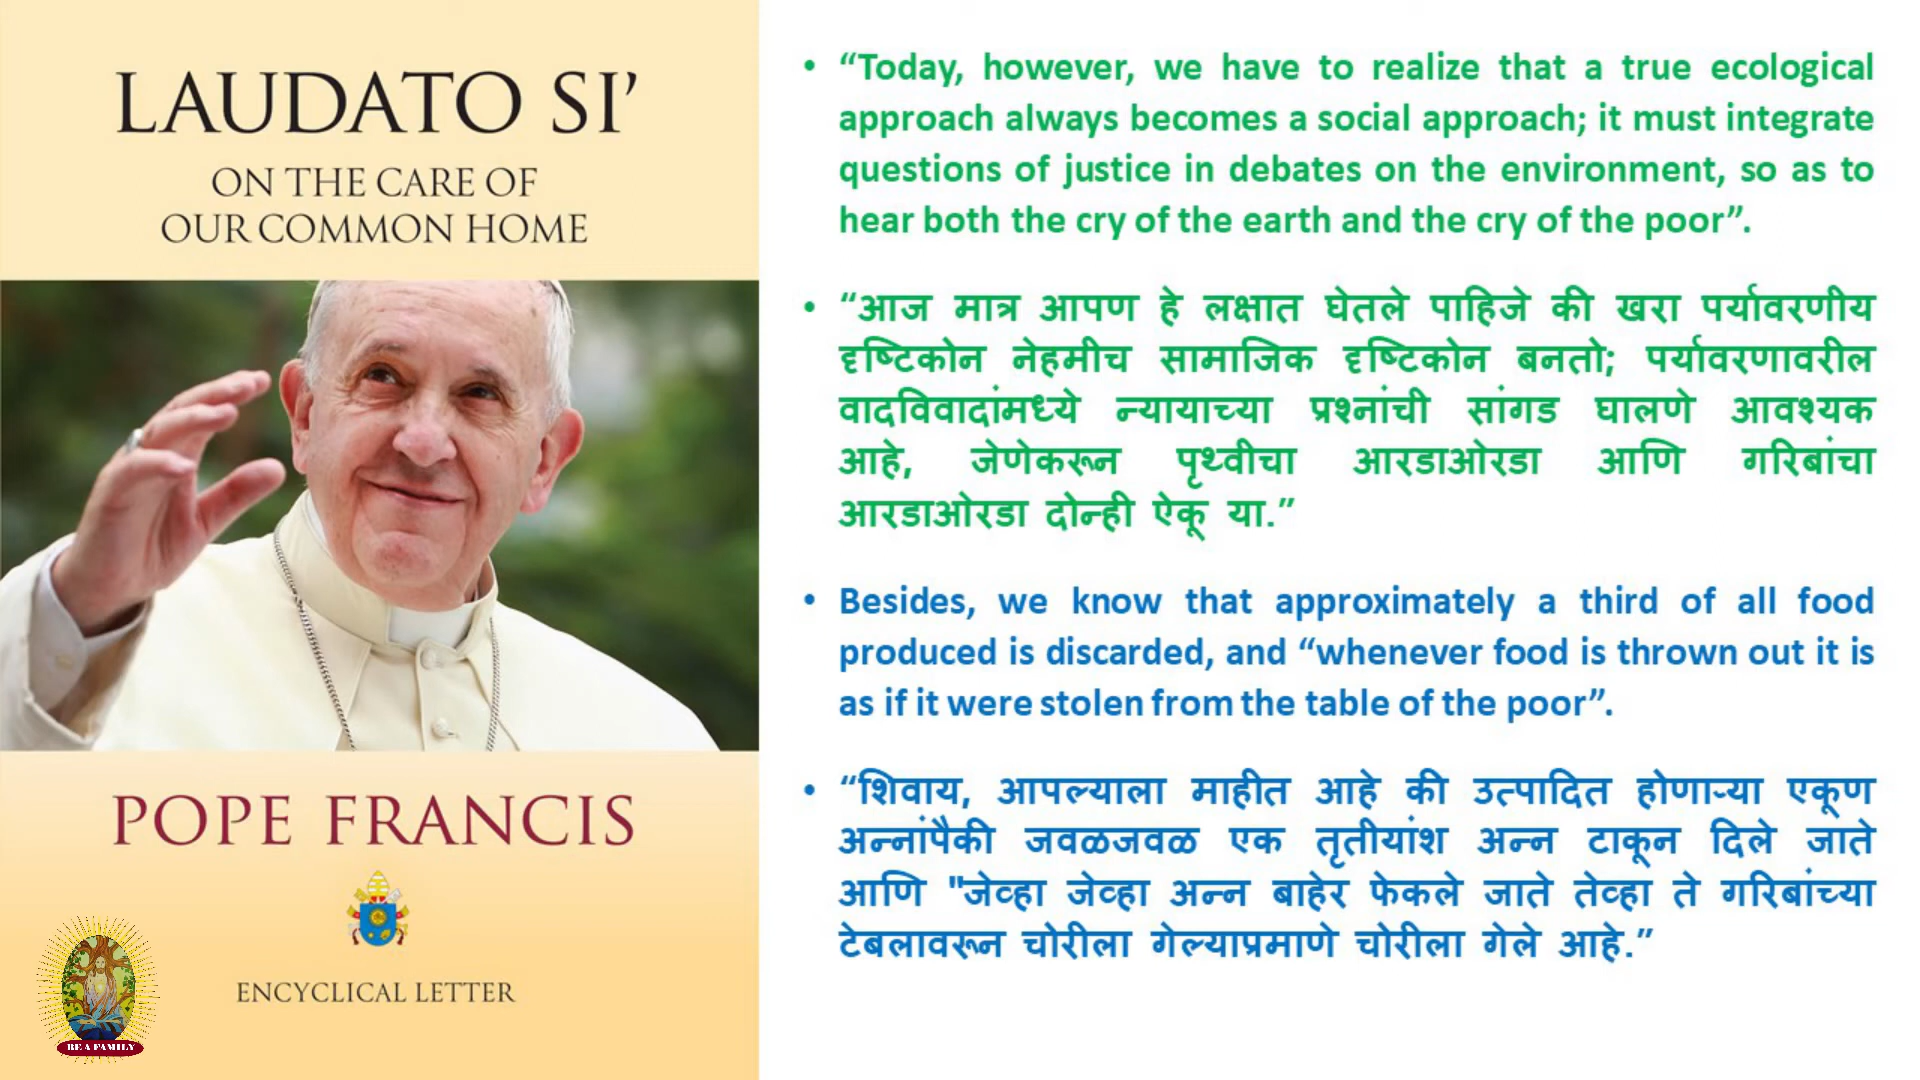 LAUDATO SI’
ON THE CARE OF
OUR COMMON HOME
POPE FRANCIS
ENCYCLICAL LETTER
BE A FAMILY
• “Today, however, we have to realize that a true ecological
approach always becomes a social approach; it must integrate
questions of justice in debates on the environment, so as to
hear both the cry of the earth and the cry of the poor”.
• “आज मात्र आपण हे लक्षात घेतले पाहिजे की खरा पर्यावरणीय
दृष्टिकोन नेहमीच सामाजिक दृष्टिकोन बनतो; पर्यावरणावरील
वादविवादांमध्ये न्यायाच्या प्रश्नांची सांगड घालणे आवश्यक
आहे, जेणेकरून पृथ्वीचा आरडाओरडा आणि गरिबांचा
आरडाओरडा दोन्ही ऐकू या.”
• Besides, we know that approximately a third of all food
produced is discarded, and “whenever food is thrown out it is
as if it were stolen from the table of the poor”.
• “शिवाय, आपल्याला माहीत आहे की उत्पादित होणाऱ्या एकूण
अन्नांपैकी जवळजवळ एक तृतीयांश अन्न टाकून दिले जाते
आणि "जेव्हा जेव्हा अन्न बाहेर फेकले जाते तेव्हा ते गरिबांच्या
टेबलावरून चोरीला गेल्याप्रमाणे चोरीला गेले आहे.”